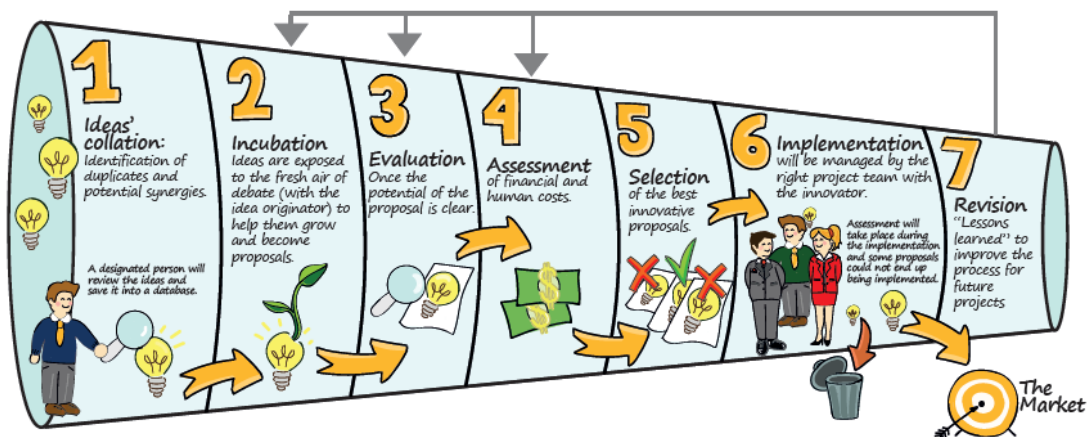 1
Ideas'
collation:
Identification of
duplicates and
potential synergies.
A designated person will
review the ideas and
save it into a database.
2
Incubation
Ideas are exposed
to the fresh air of
debate (with the
idea originator) to
help them grow
and become
proposals.
3
Evaluation
Once the
potential of the
proposal is clear.
4
Assessment
of financial and
human costs.
$
$
5
Selection
of the best
innovative
proposals.
6
Implementation
will be managed by the
right project team with
the innovator.
Assessment will
take place during
the implementation
and some proposals
could not end up
being implemented.
7
Revision
"Lessons
learned" to
improve the
process for
future
projects
The
Market